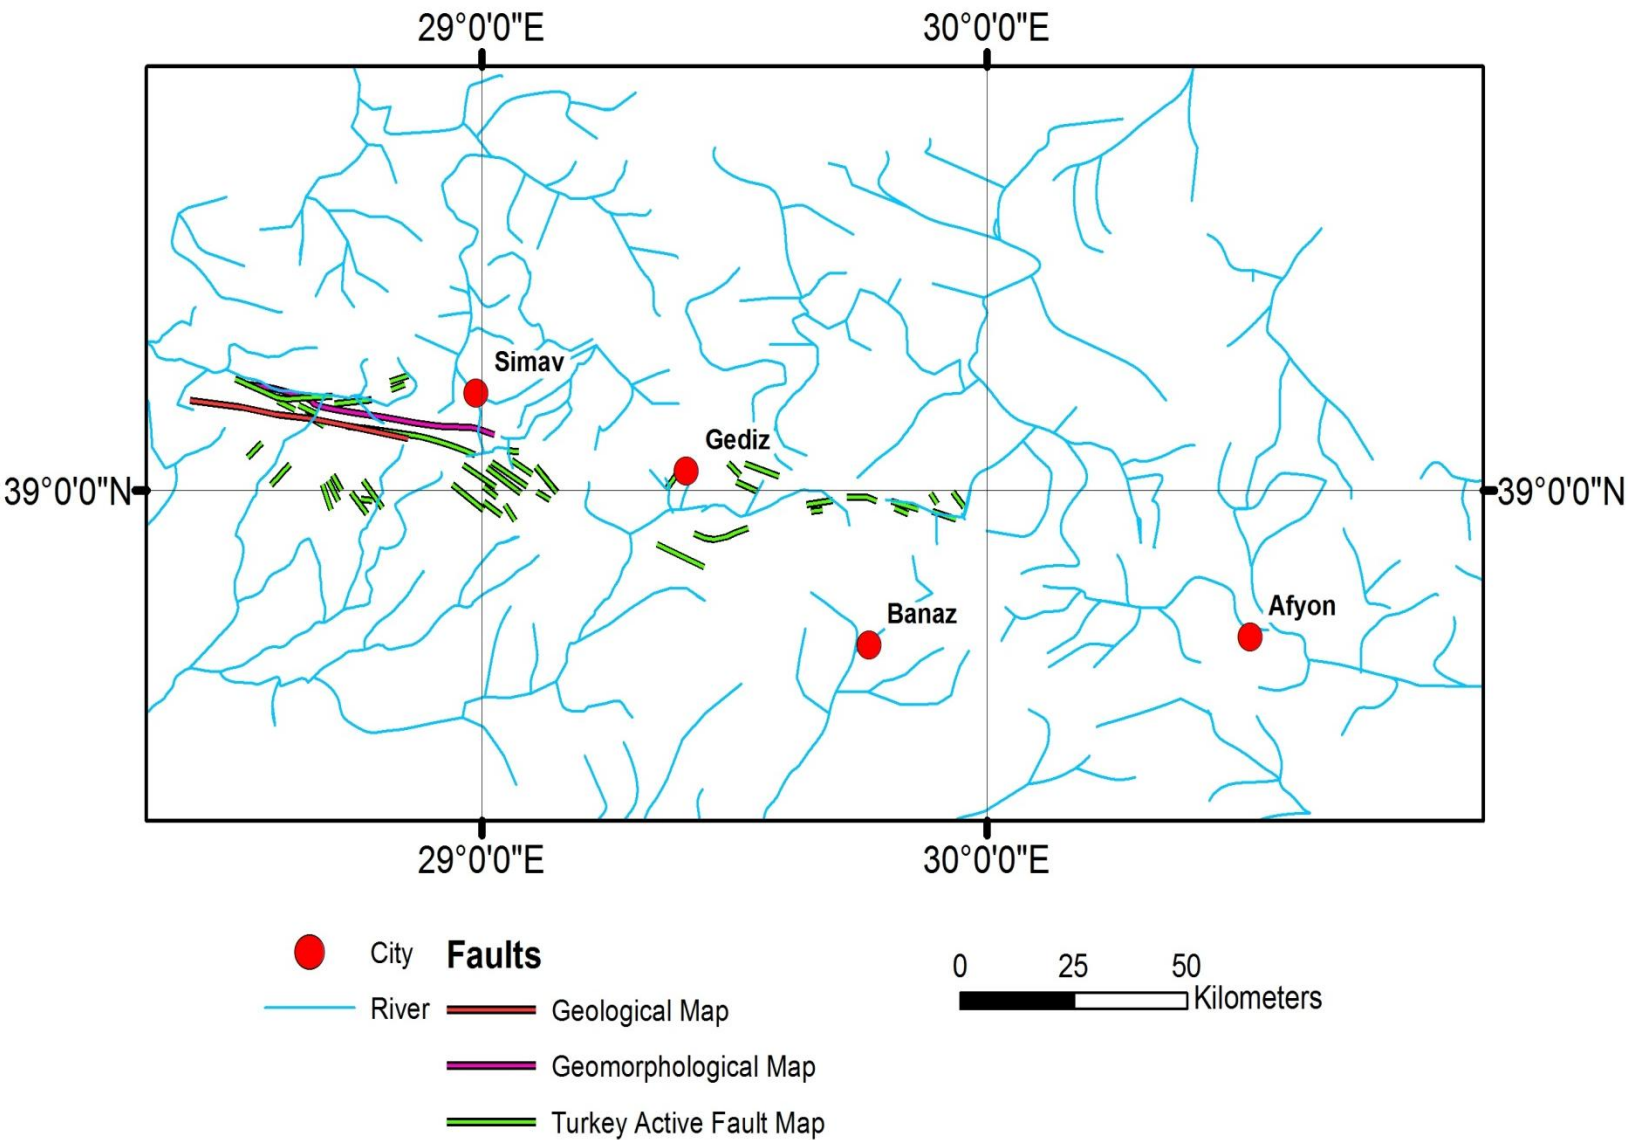 29°0'0"E
30°0'0"E
Simav
Gediz
39°0'0"N
39°0'0"N
Banaz
Afyon
29°0'0"E
30°0'0"E
City
Faults
River
Geological Map
Geomorphological Map
Turkey Active Fault Map
0 25 50
Kilometers